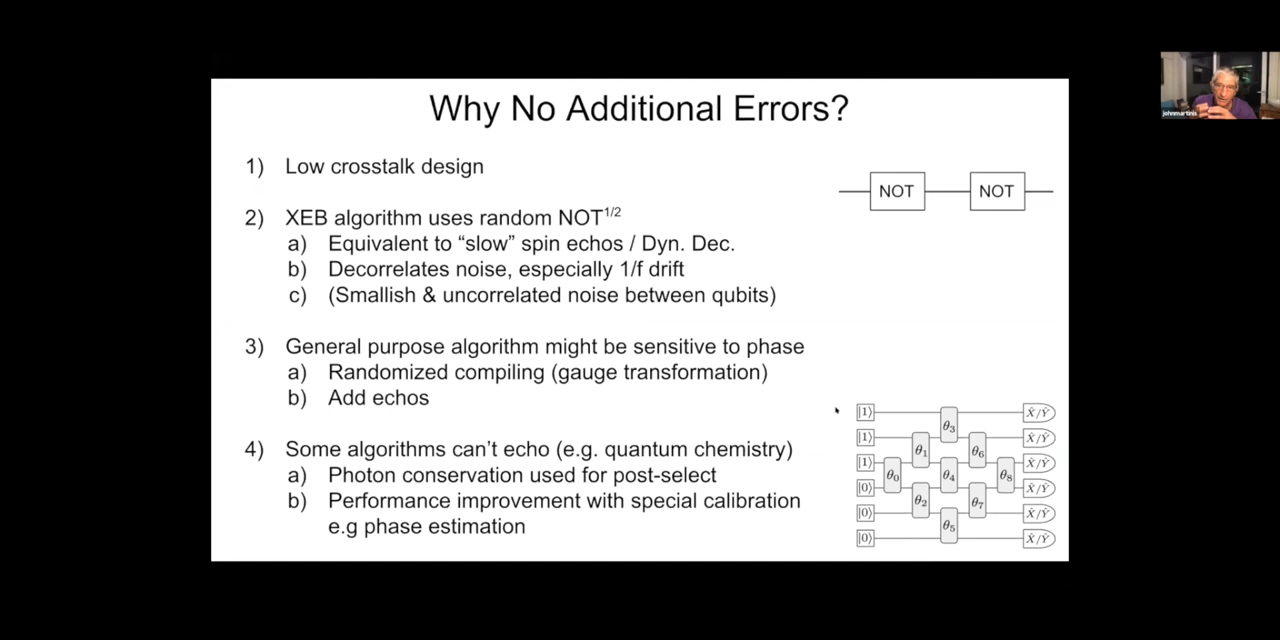 Why No Additional Errors?
1) Low crosstalk design
2) XEB algorithm uses random NOT^1/2
a) Equivalent to “slow” spin echos / Dyn. Dec.
b) Decorrelates noise, especially 1/f drift
c) (Smallish & uncorrelated noise between qubits)
3) General purpose algorithm might be sensitive to phase
a) Randomized compiling (gauge transformation)
b) Add echos
4) Some algorithms can’t echo (e.g. quantum chemistry)
a) Photon conservation used for post-select
b) Performance improvement with special calibration
e.g phase estimation
NOT NOT
|1⟩ θ3 X̂/Ŷ
|1⟩ θ1 θ6 X̂/Ŷ
|1⟩ θ0 θ4 θ8 X̂/Ŷ
|0⟩ θ2 θ7 X̂/Ŷ
|0⟩ θ5 X̂/Ŷ
|0⟩ X̂/Ŷ
johnmartinis